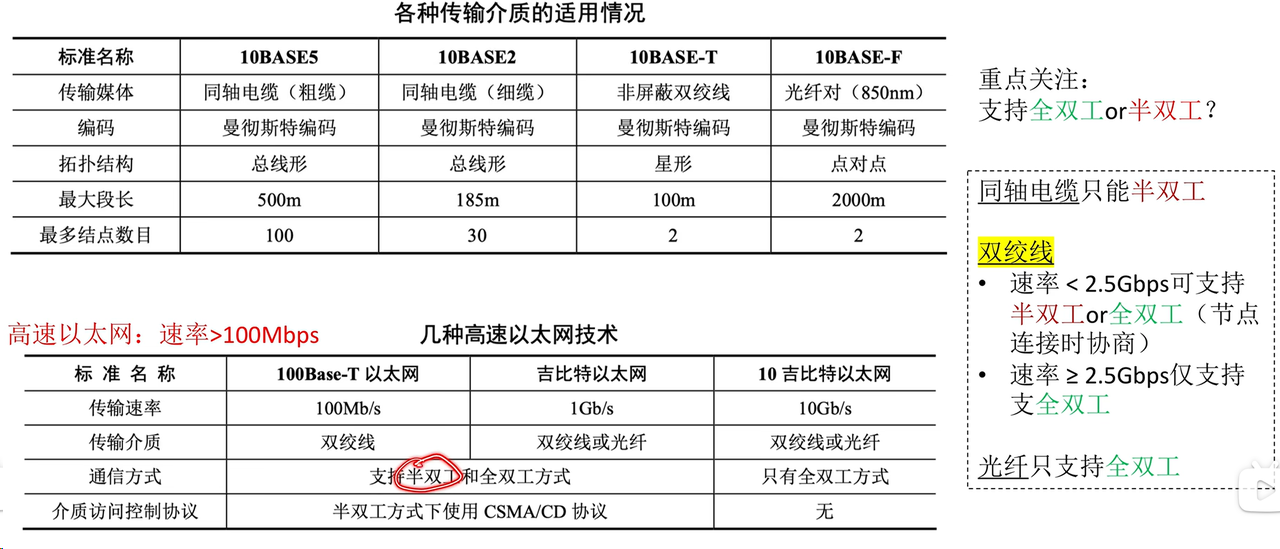 各种传输介质的适用情况
标准名称 10BASE5 10BASE2 10BASE-T 10BASE-F
传输媒体 同轴电缆（粗缆） 同轴电缆（细缆） 非屏蔽双绞线 光纤对（850nm）
编码 曼彻斯特编码 曼彻斯特编码 曼彻斯特编码 曼彻斯特编码
拓扑结构 总线形 总线形 星形 点对点
最大段长 500m 185m 100m 2000m
最多结点数目 100 30 2 2
高速以太网：速率>100Mbps
几种高速以太网技术
标准名称 100Base-T 以太网 吉比特以太网 10 吉比特以太网
传输速率 100Mb/s 1Gb/s 10Gb/s
传输介质 双绞线 双绞线或光纤 双绞线或光纤
通信方式 支持半双工和全双工方式 只有全双工方式
介质访问控制协议 半双工方式下使用 CSMA/CD 协议 无
重点关注：
支持全双工or半双工？
同轴电缆只能半双工
双绞线
• 速率 < 2.5Gbps可支持
半双工or全双工（节点
连接时协商）
• 速率 ≥ 2.5Gbps仅支持
支全双工
光纤只支持全双工